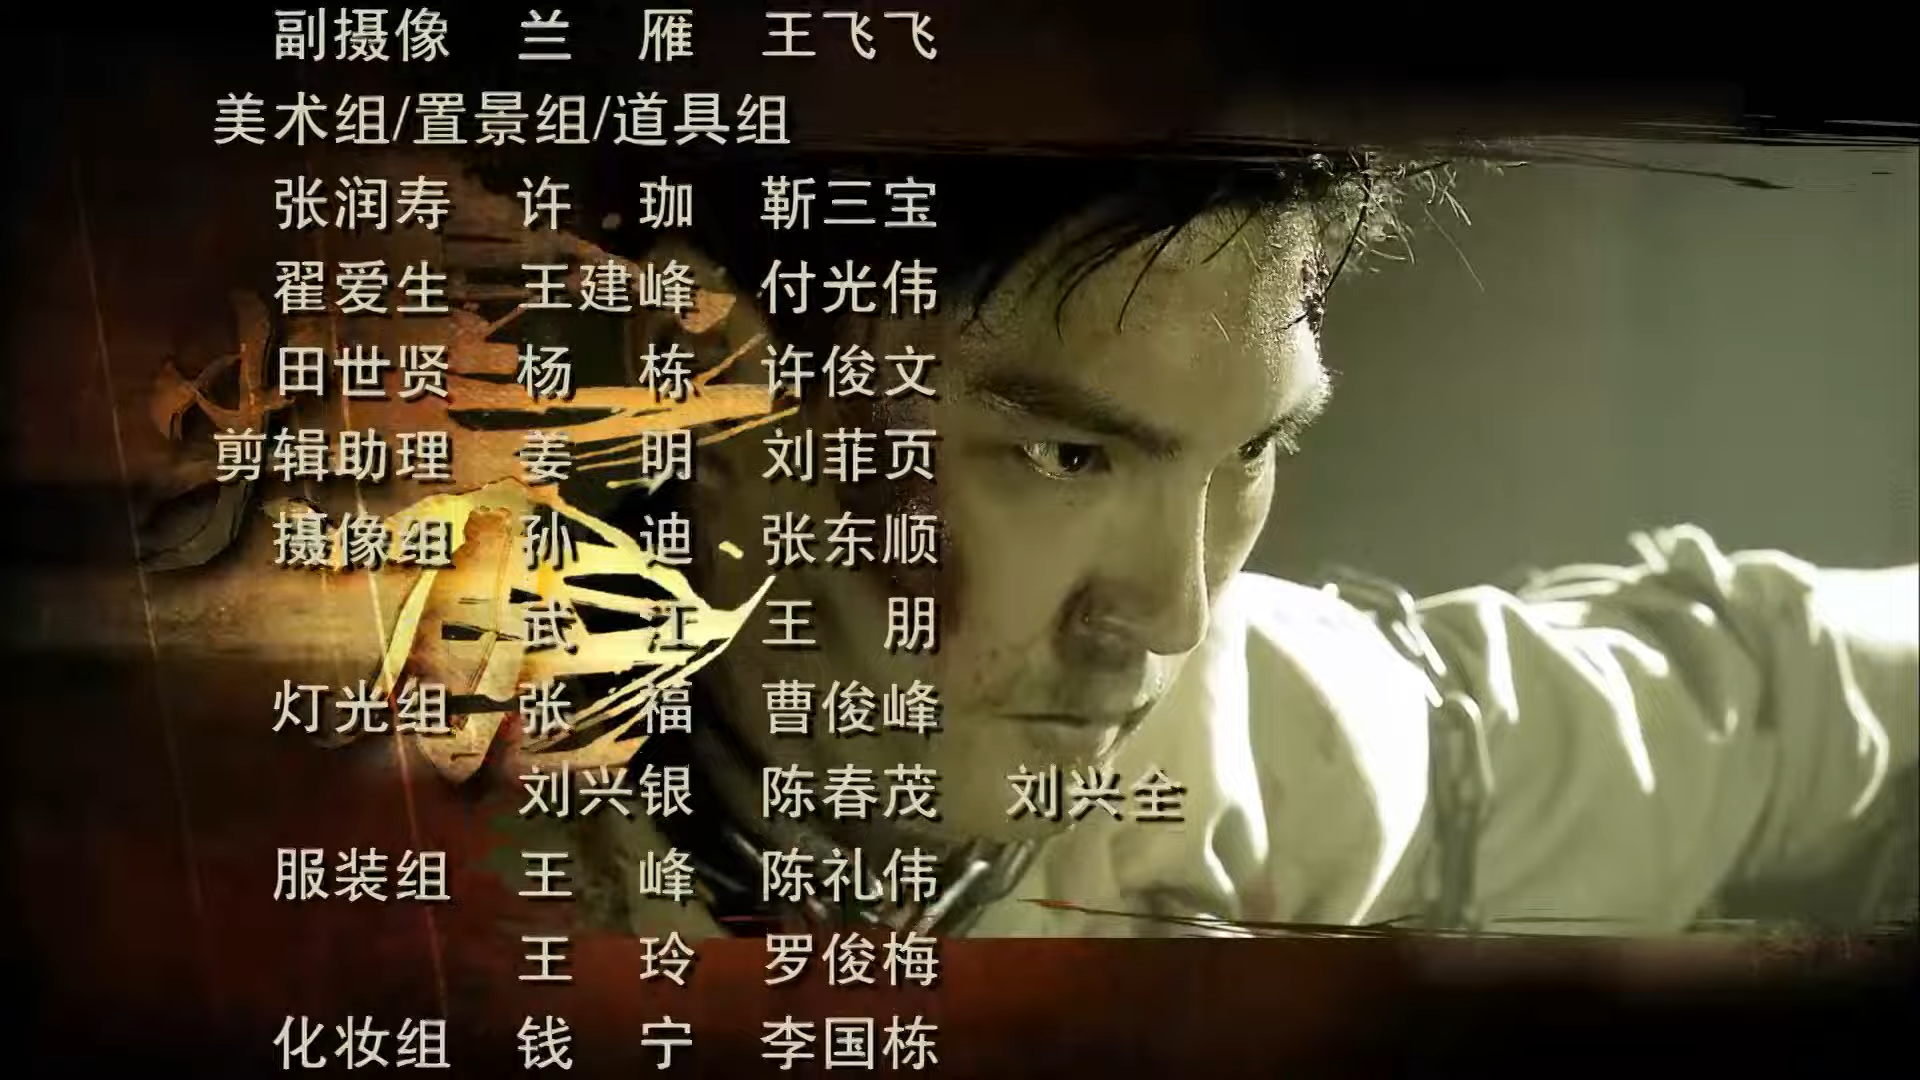 副摄像 兰 雁 王飞飞
美术组/置景组/道具组
张润寿 许 珈 靳三宝
翟爱生 王建峰 付光伟
田世贤 杨 栋 许俊文
剪辑助理 姜 明 刘菲页
摄像组 孙 迪 张东顺
武 江 王 朋
灯光组 张 福 曹俊峰
刘兴银 陈春茂 刘兴全
服装组 王 峰 陈礼伟
王 玲 罗俊梅
化妆组 钱 宁 李国栋